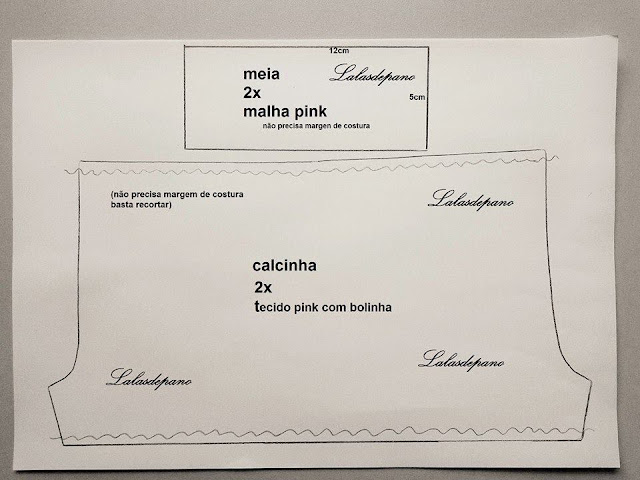 12cm
meia
Lalasdepano
2x
5cm
malha pink
não precisa margen de costura
(não precisa margem de costura
basta recortar)
Lalasdepano
calcinha
2x
tecido pink com bolinha
Lalasdepano
Lalasdepano